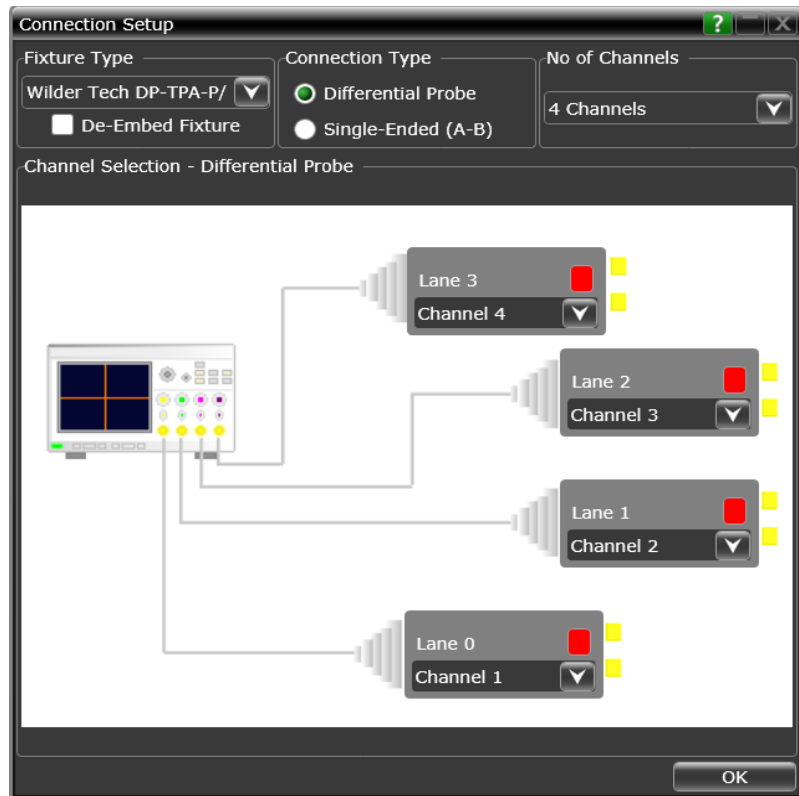 Connection Setup
?
Fixture Type
Connection Type
No of Channels
Wilder Tech DP-TPA-P/
Differential Probe
4 Channels
De-Embed Fixture
Single-Ended (A-B)
Channel Selection - Differential Probe
Lane 3
Channel 4
Lane 2
Channel 3
Lane 1
Channel 2
Lane 0
Channel 1
OK